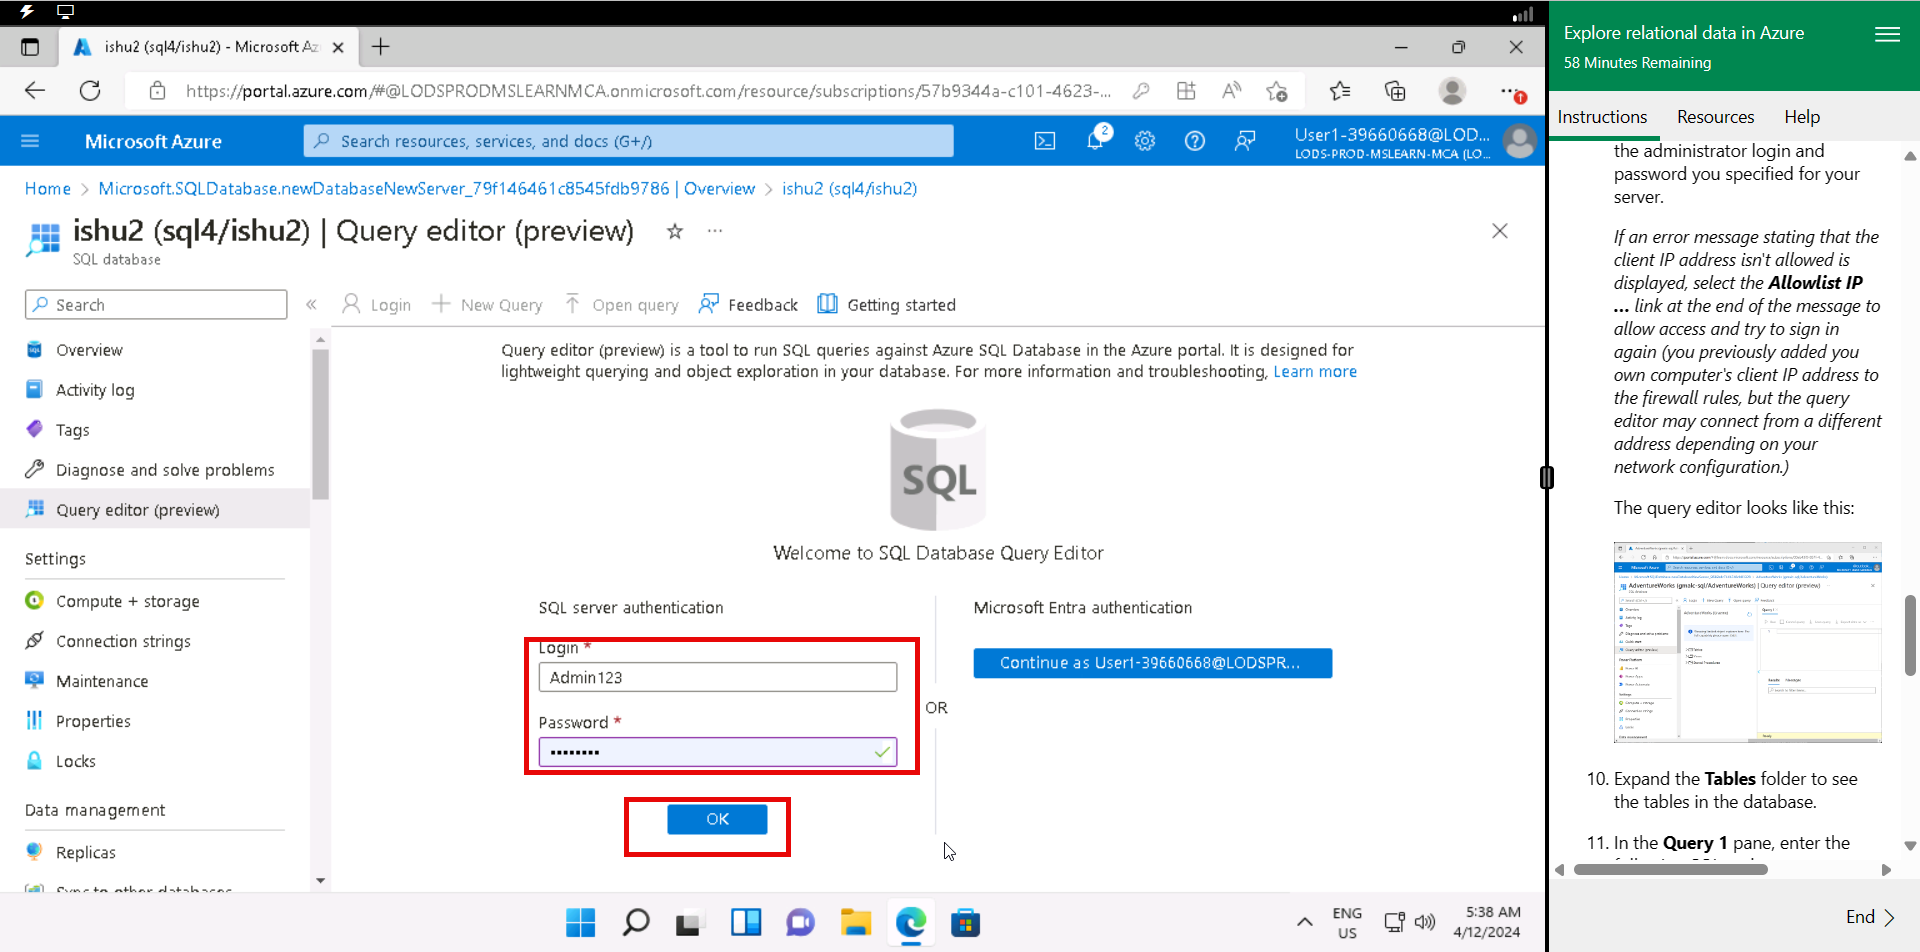 ishu2 (sql4/ishu2) - Microsoft Az
https://portal.azure.com/#@LODSPRODMSLEARNMCA.onmicrosoft.com/resource/subscriptions/57b9344a-c101-4623-...
Microsoft Azure
Search resources, services, and docs (G+/)
2
User1-39660668@LOD...
LODS-PROD-MSLEARN-MCA (LO...
Home > Microsoft.SQLDatabase.newDatabaseNewServer_79f146461c8545fdb9786 | Overview > ishu2 (sql4/ishu2)
ishu2 (sql4/ishu2) | Query editor (preview)
SQL database
Search
Login
New Query
Open query
Feedback
Getting started
Overview
Activity log
Tags
Diagnose and solve problems
Query editor (preview)
Settings
Compute + storage
Connection strings
Maintenance
Properties
Locks
Data management
Replicas
Sync to other databases
Query editor (preview) is a tool to run SQL queries against Azure SQL Database in the Azure portal. It is designed for
lightweight querying and object exploration in your database. For more information and troubleshooting, Learn more
SQL
Welcome to SQL Database Query Editor
SQL server authentication
Login *
Admin123
Password *
OK
OR
Microsoft Entra authentication
Continue as User1-39660668@LODSPR...
ENG
US
5:38 AM
4/12/2024
Explore relational data in Azure
58 Minutes Remaining
Instructions
Resources
Help
the administrator login and
password you specified for your
server.
If an error message stating that the
client IP address isn't allowed is
displayed, select the Allowlist IP
... link at the end of the message to
allow access and try to sign in
again (you previously added you
own computer's client IP address to
the firewall rules, but the query
editor may connect from a different
address depending on your
network configuration.)
The query editor looks like this:
AdventureWorks (gmalc-sql/AdventureWorks) | Query editor (preview)
10. Expand the Tables folder to see
the tables in the database.
11. In the Query 1 pane, enter the
End